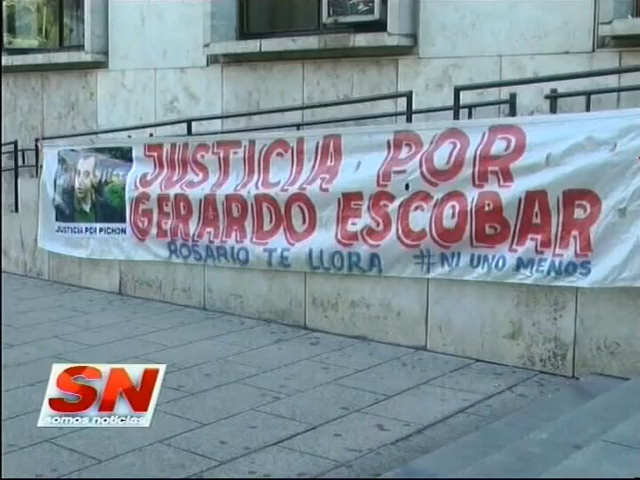 JUSTICIA POR
GERARDO ESCOBAR
JUSTICIA POR PICHON
ROSARIO TE LLORA #NI UNO MENOS
SN
somos noticias